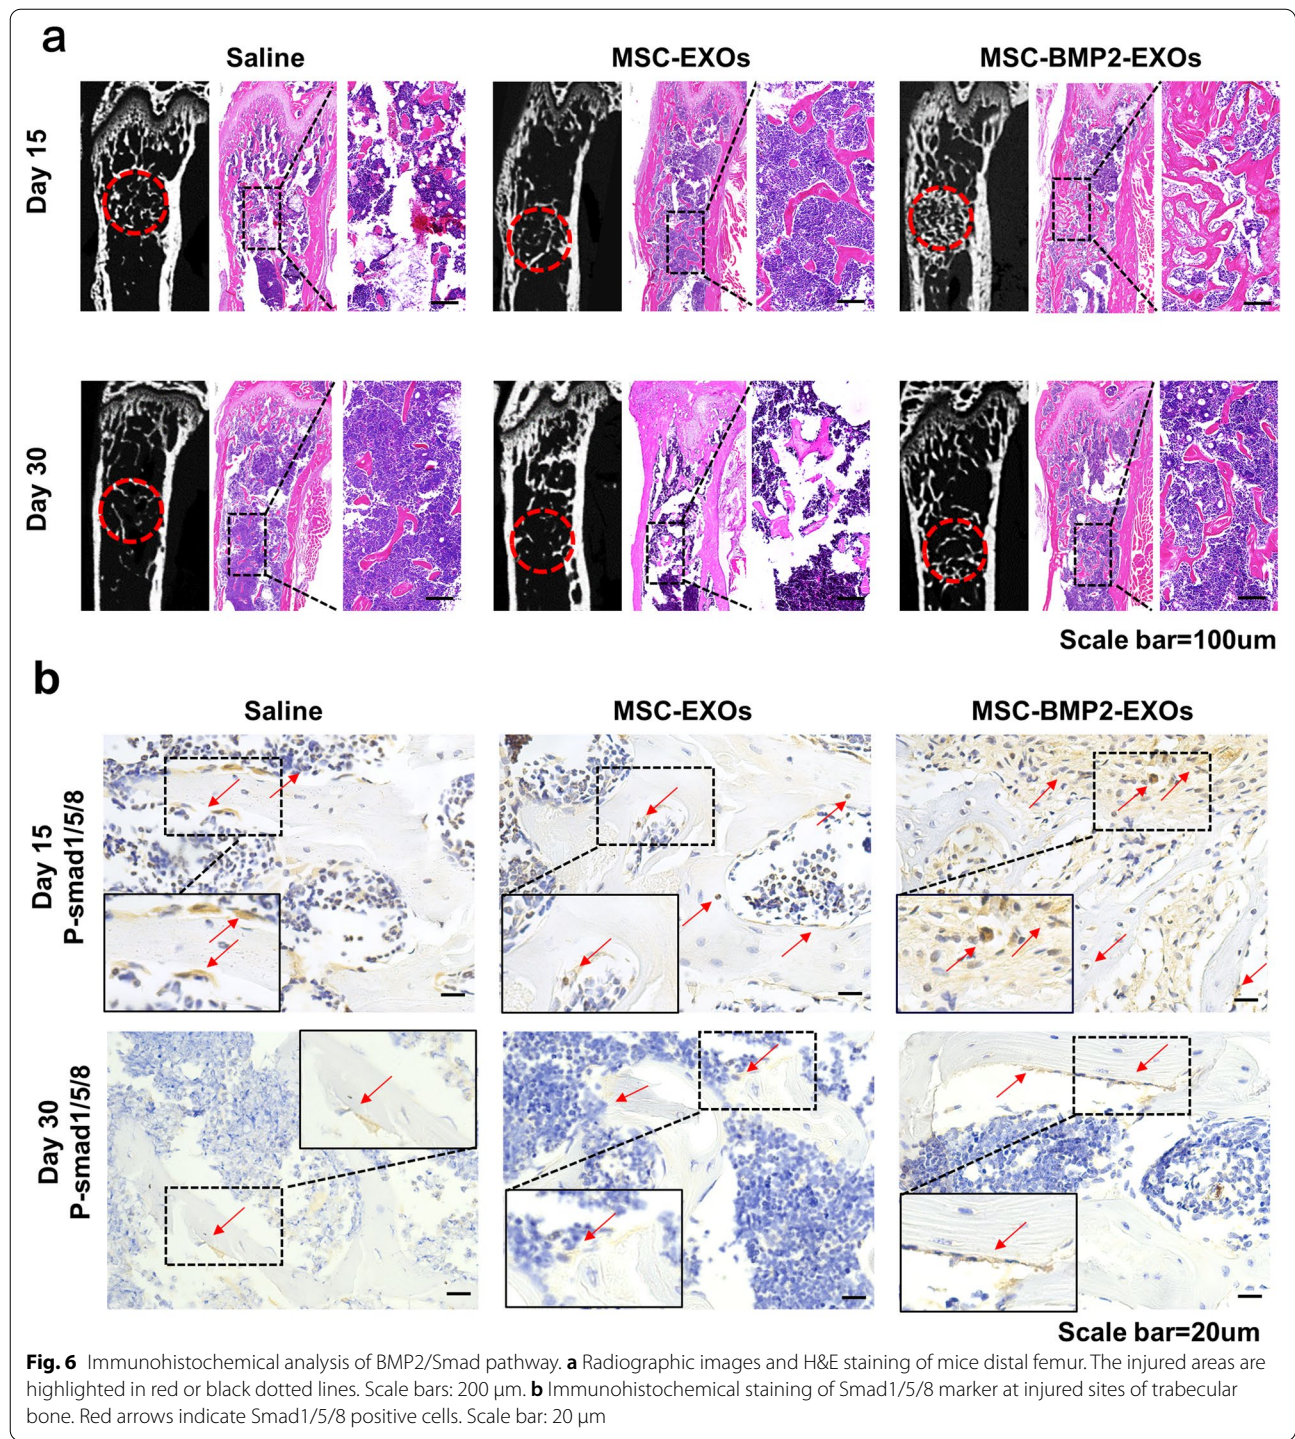 a
Saline
MSC-EXOs
MSC-BMP2-EXOs
Day 15
Day 30
Scale bar=100um
b
Saline
MSC-EXOs
MSC-BMP2-EXOs
Day 15
P-smad1/5/8
Day 30
P-smad1/5/8
Scale bar=20um
Fig. 6 Immunohistochemical analysis of BMP2/Smad pathway. a Radiographic images and H&E staining of mice distal femur. The injured areas are
highlighted in red or black dotted lines. Scale bars: 200 μm. b Immunohistochemical staining of Smad1/5/8 marker at injured sites of trabecular
bone. Red arrows indicate Smad1/5/8 positive cells. Scale bar: 20 μm